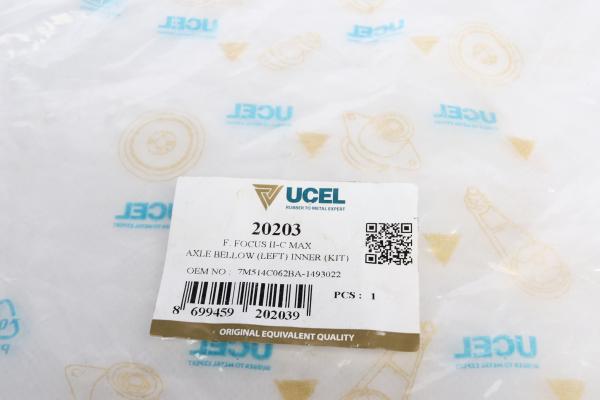 UCEL
RUBBER TO METAL EXPERT
20203
F. FOCUS II-C MAX
AXLE BELLOW (LEFT) INNER (KIT)
OEM NO : 7M514C062BA-1493022
8 699459 202039
PCS : 1
ORIGINAL EQUIVALENT QUALITY
UCEL
UCEL
UCEL
UCEL
UCEL
UCEL